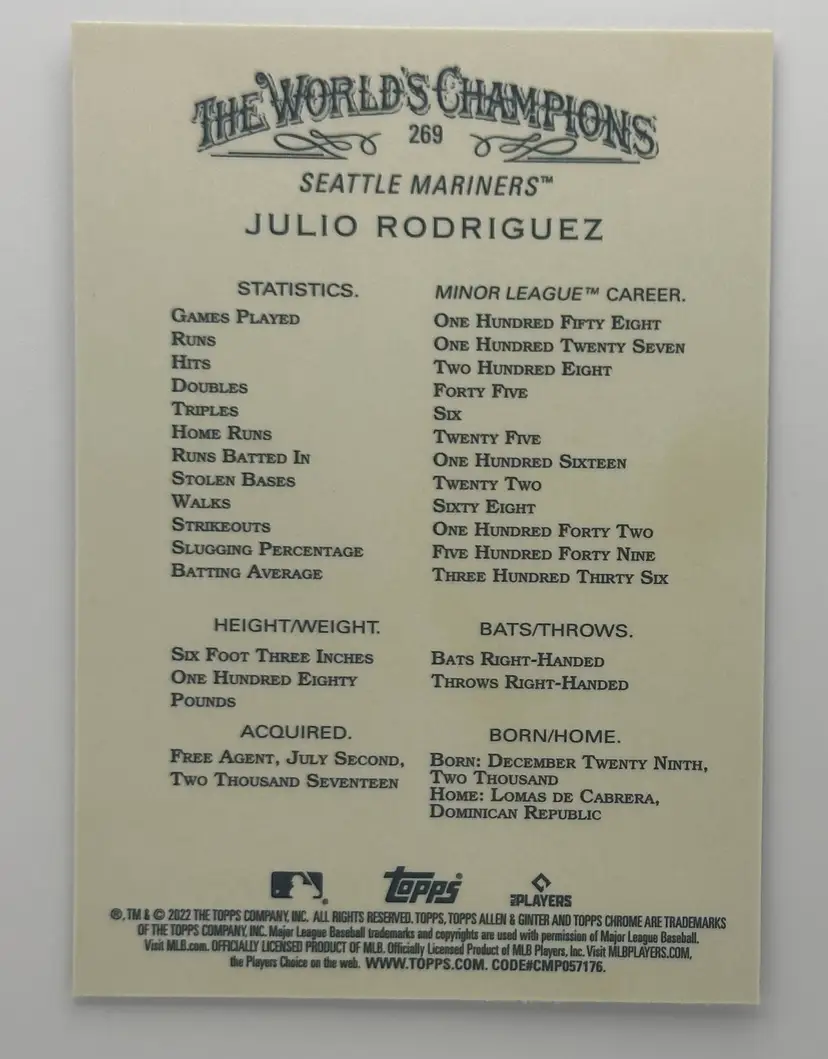 THE WORLD'S CHAMPIONS
269
SEATTLE MARINERS™
JULIO RODRIGUEZ
STATISTICS. MINOR LEAGUE™ CAREER.
GAMES PLAYED ONE HUNDRED FIFTY EIGHT
RUNS ONE HUNDRED TWENTY SEVEN
HITS TWO HUNDRED EIGHT
DOUBLES FORTY FIVE
TRIPLES SIX
HOME RUNS TWENTY FIVE
RUNS BATTED IN ONE HUNDRED SIXTEEN
STOLEN BASES TWENTY TWO
WALKS SIXTY EIGHT
STRIKEOUTS ONE HUNDRED FORTY TWO
SLUGGING PERCENTAGE FIVE HUNDRED FORTY NINE
BATTING AVERAGE THREE HUNDRED THIRTY SIX
HEIGHT/WEIGHT.
SIX FOOT THREE INCHES
ONE HUNDRED EIGHTY
POUNDS
BATS/THROWS.
BATS RIGHT-HANDED
THROWS RIGHT-HANDED
ACQUIRED.
FREE AGENT, JULY SECOND,
TWO THOUSAND SEVENTEEN
BORN/HOME.
BORN: DECEMBER TWENTY NINTH,
TWO THOUSAND
HOME: LOMAS DE CABRERA,
DOMINICAN REPUBLIC
topps
MLB PLAYERS
®, TM & © 2022 THE TOPPS COMPANY, INC. ALL RIGHTS RESERVED. TOPPS, TOPPS ALLEN & GINTER AND TOPPS CHROME ARE TRADEMARKS
OF THE TOPPS COMPANY, INC. Major League Baseball trademarks and copyrights are used with permission of Major League Baseball.
Visit MLB.com. OFFICIALLY LICENSED PRODUCT OF MLB. Officially Licensed Product of MLB Players, Inc. Visit MLBPLAYERS.COM,
the Players Choice on the web. WWW.TOPPS.COM. CODE#CMP057176.